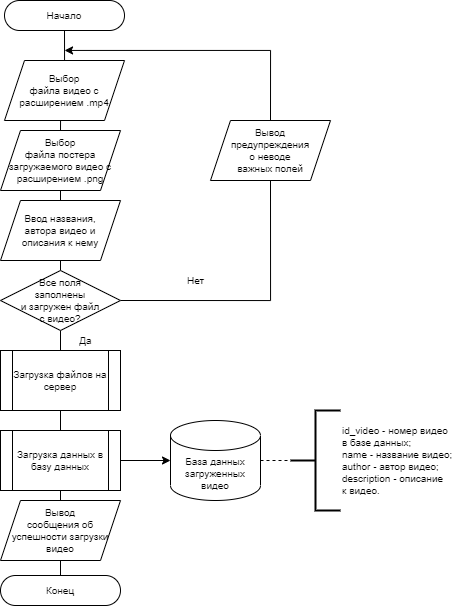 Начало
Выбор
файла видео с
расширением .mp4
Выбор
файла постера
загружаемого видео с
расширением .png
Ввод названия,
автора видео и
описания к нему
Вывод
предупреждения
о неводе
важных полей
Все поля
заполнены
и загружен файл
с видео?
Нет
Да
Загрузка файлов на
сервер
Загрузка данных в
базу данных
База данных
загруженных
видео
id_video - номер видео
в базе данных;
name - название видео;
author - автор видео;
description - описание
к видео.
Вывод
сообщения об
успешности загрузки
видео
Конец